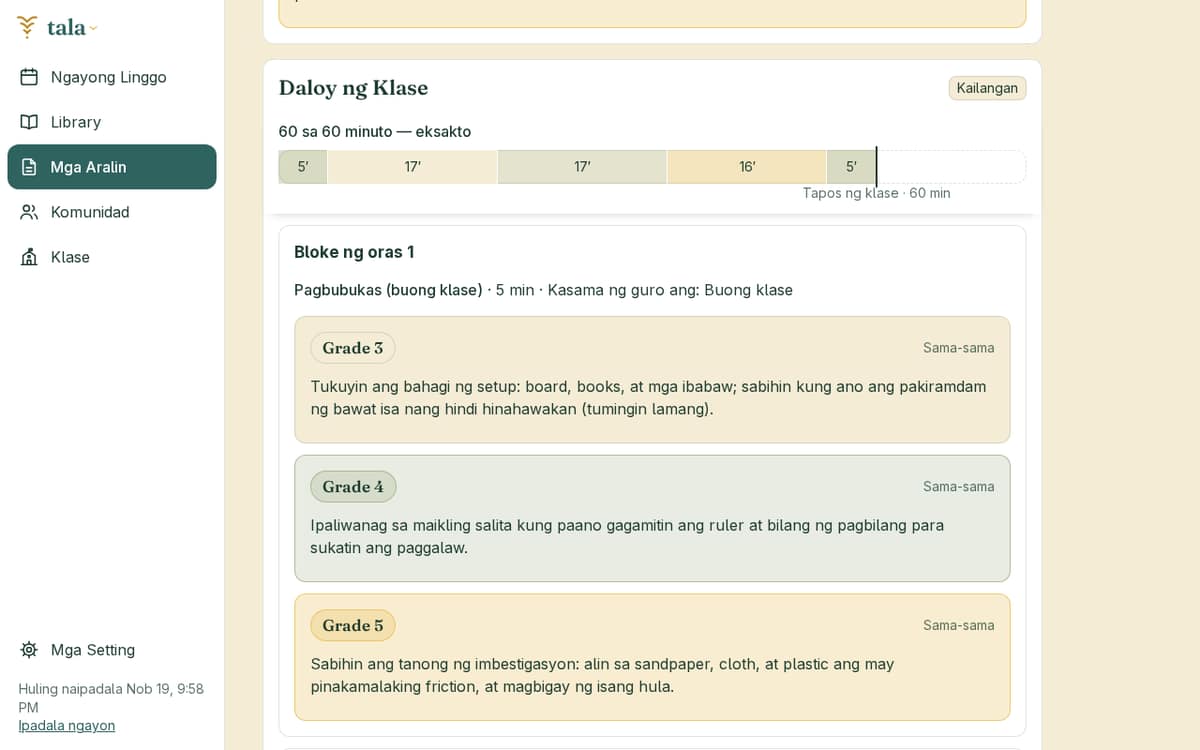 tala
Ngayong Linggo
Library
Mga Aralin
Komunidad
Klase
Mga Setting
Huling naipadala Nob 19, 9:58
PM
Ipadala ngayon
Daloy ng Klase
Kailangan
60 sa 60 minuto — eksakto
5′ 17′ 17′ 16′ 5′
Tapos ng klase · 60 min
Bloke ng oras 1
Pagbubukas (buong klase) · 5 min · Kasama ng guro ang: Buong klase
Grade 3
Sama-sama
Tukuyin ang bahagi ng setup: board, books, at mga ibabaw; sabihin kung ano ang pakiramdam
ng bawat isa nang hindi hinahawakan (tumingin lamang).
Grade 4
Sama-sama
Ipaliwanag sa maikling salita kung paano gagamitin ang ruler at bilang ng pagbilang para
sukatin ang paggalaw.
Grade 5
Sama-sama
Sabihin ang tanong ng imbestigasyon: alin sa sandpaper, cloth, at plastic ang may
pinakamalaking friction, at magbigay ng isang hula.